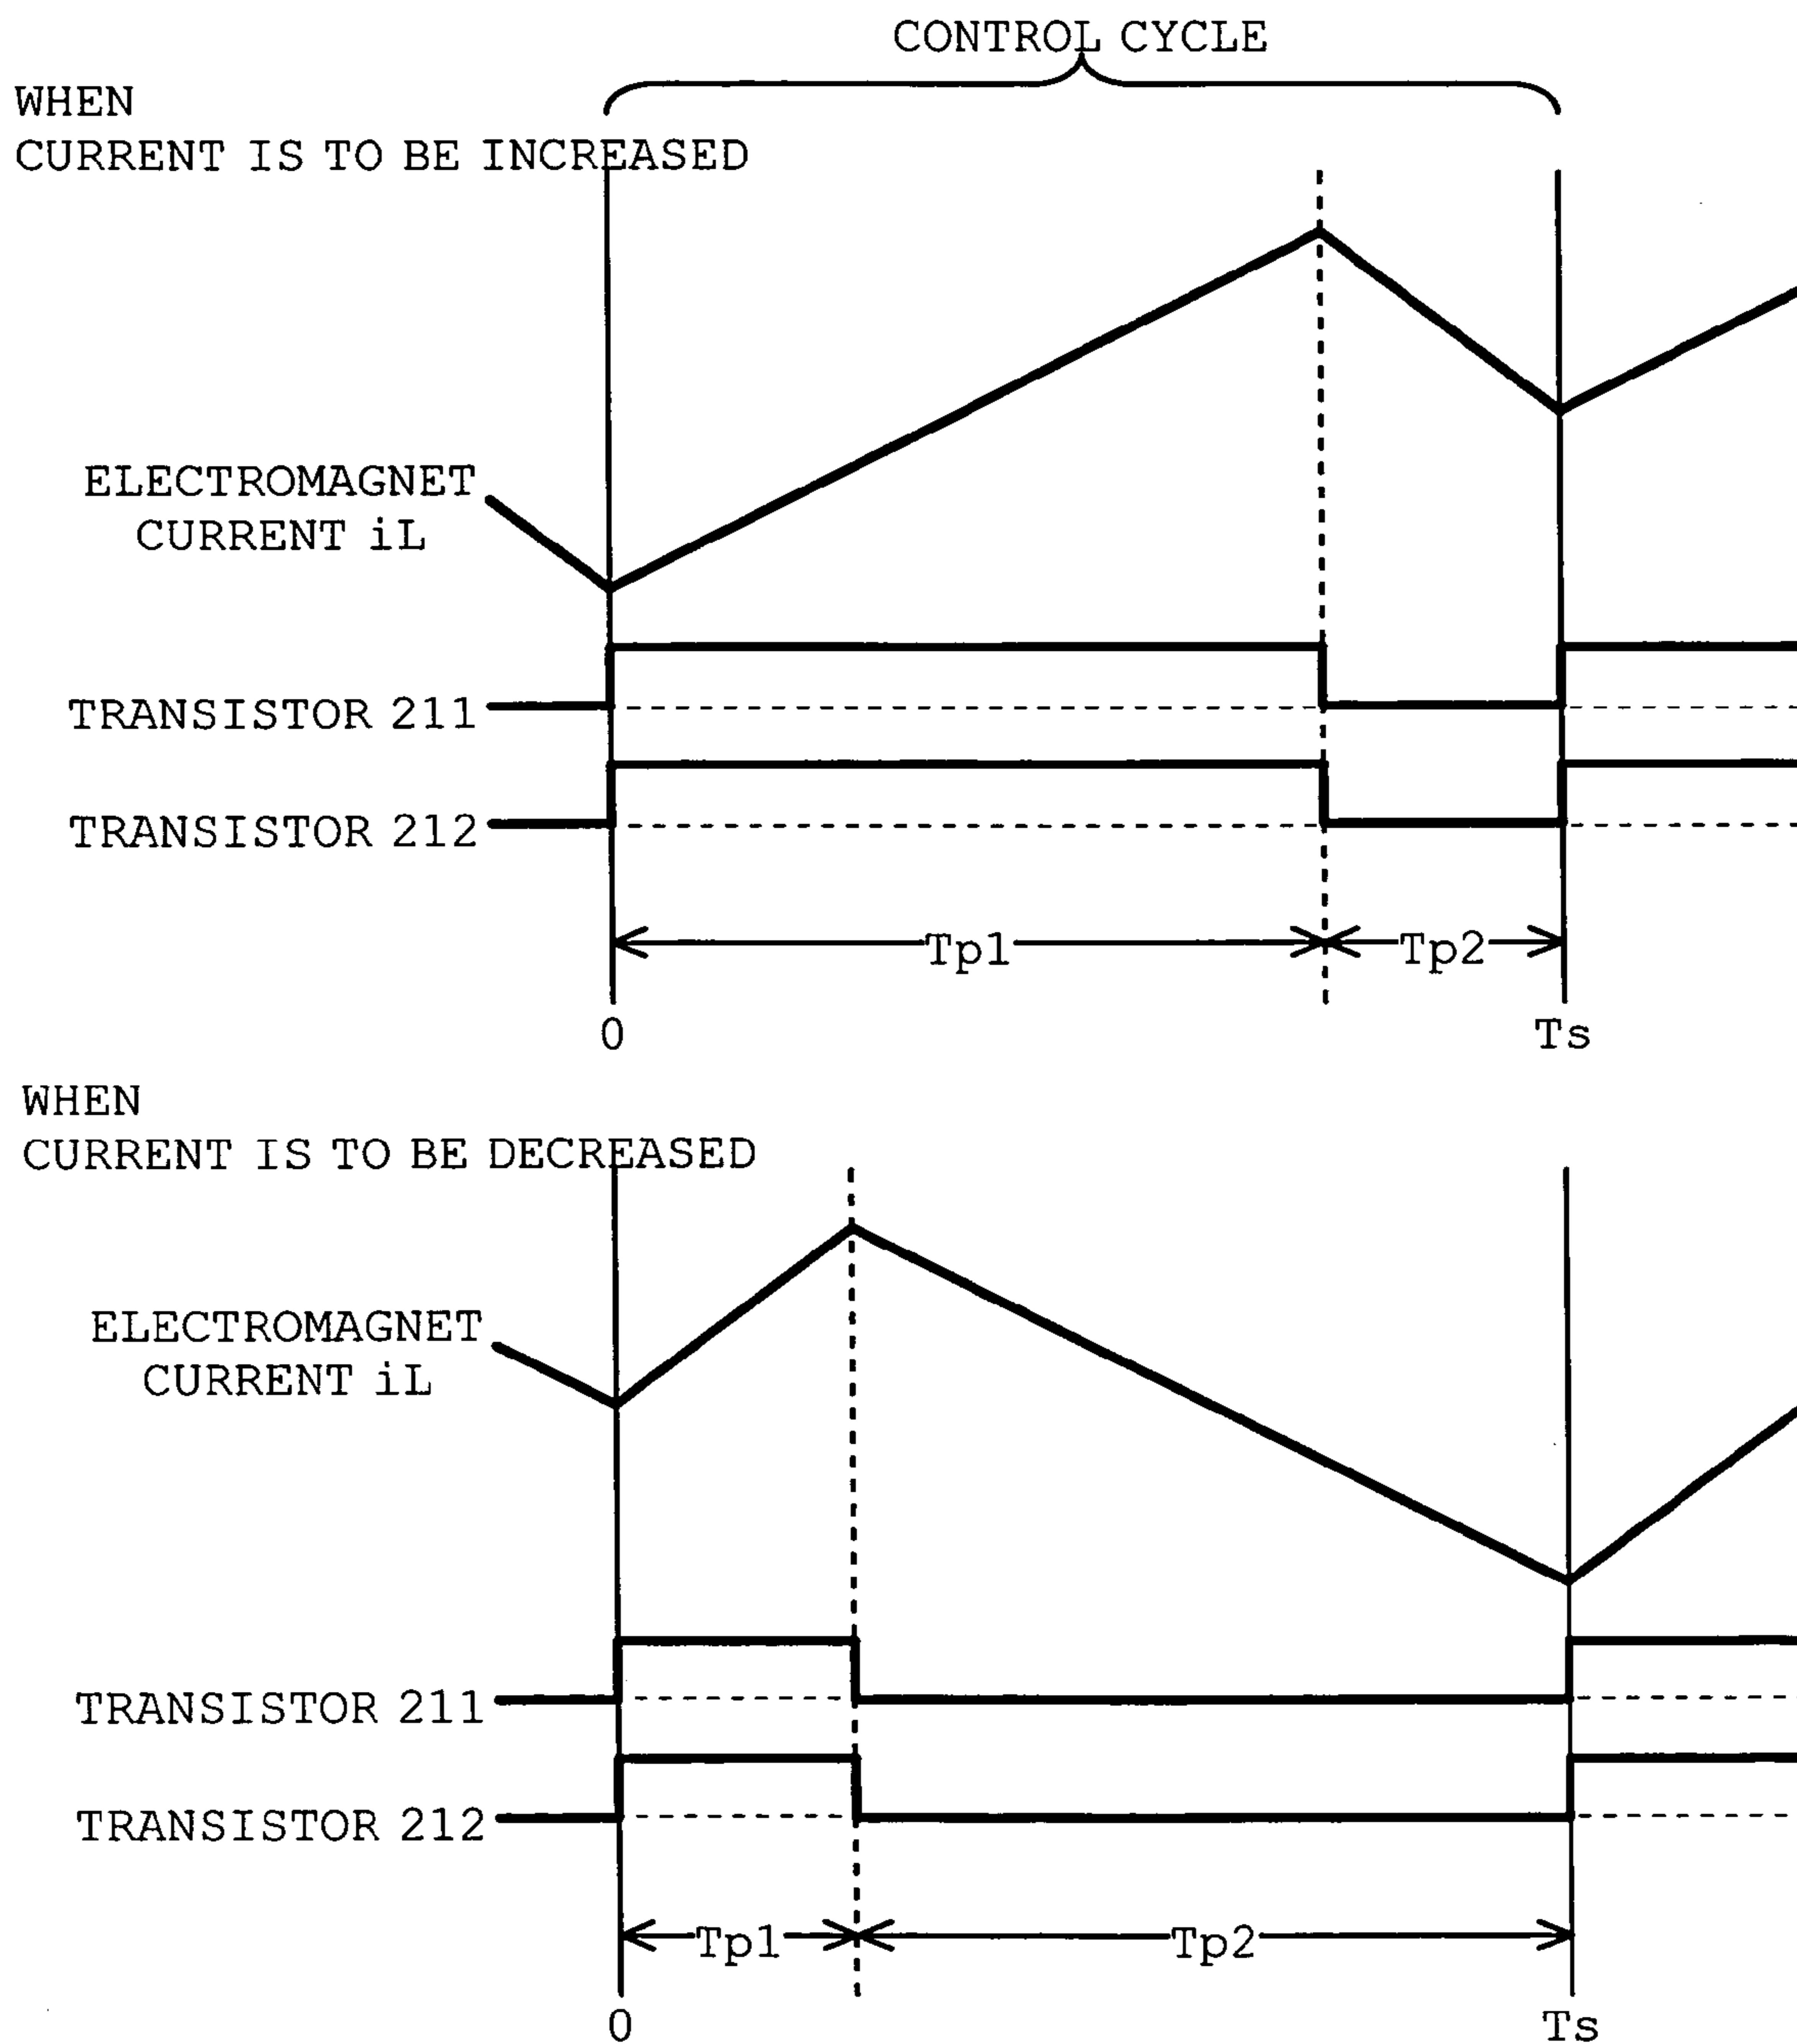 CONTROL CYCLE
WHEN
CURRENT IS TO BE INCREASED
ELECTROMAGNET
CURRENT iL
TRANSISTOR 211
TRANSISTOR 212
Tp1
Tp2
0
Ts
WHEN
CURRENT IS TO BE DECREASED
ELECTROMAGNET
CURRENT iL
TRANSISTOR 211
TRANSISTOR 212
Tp1
Tp2
0
Ts